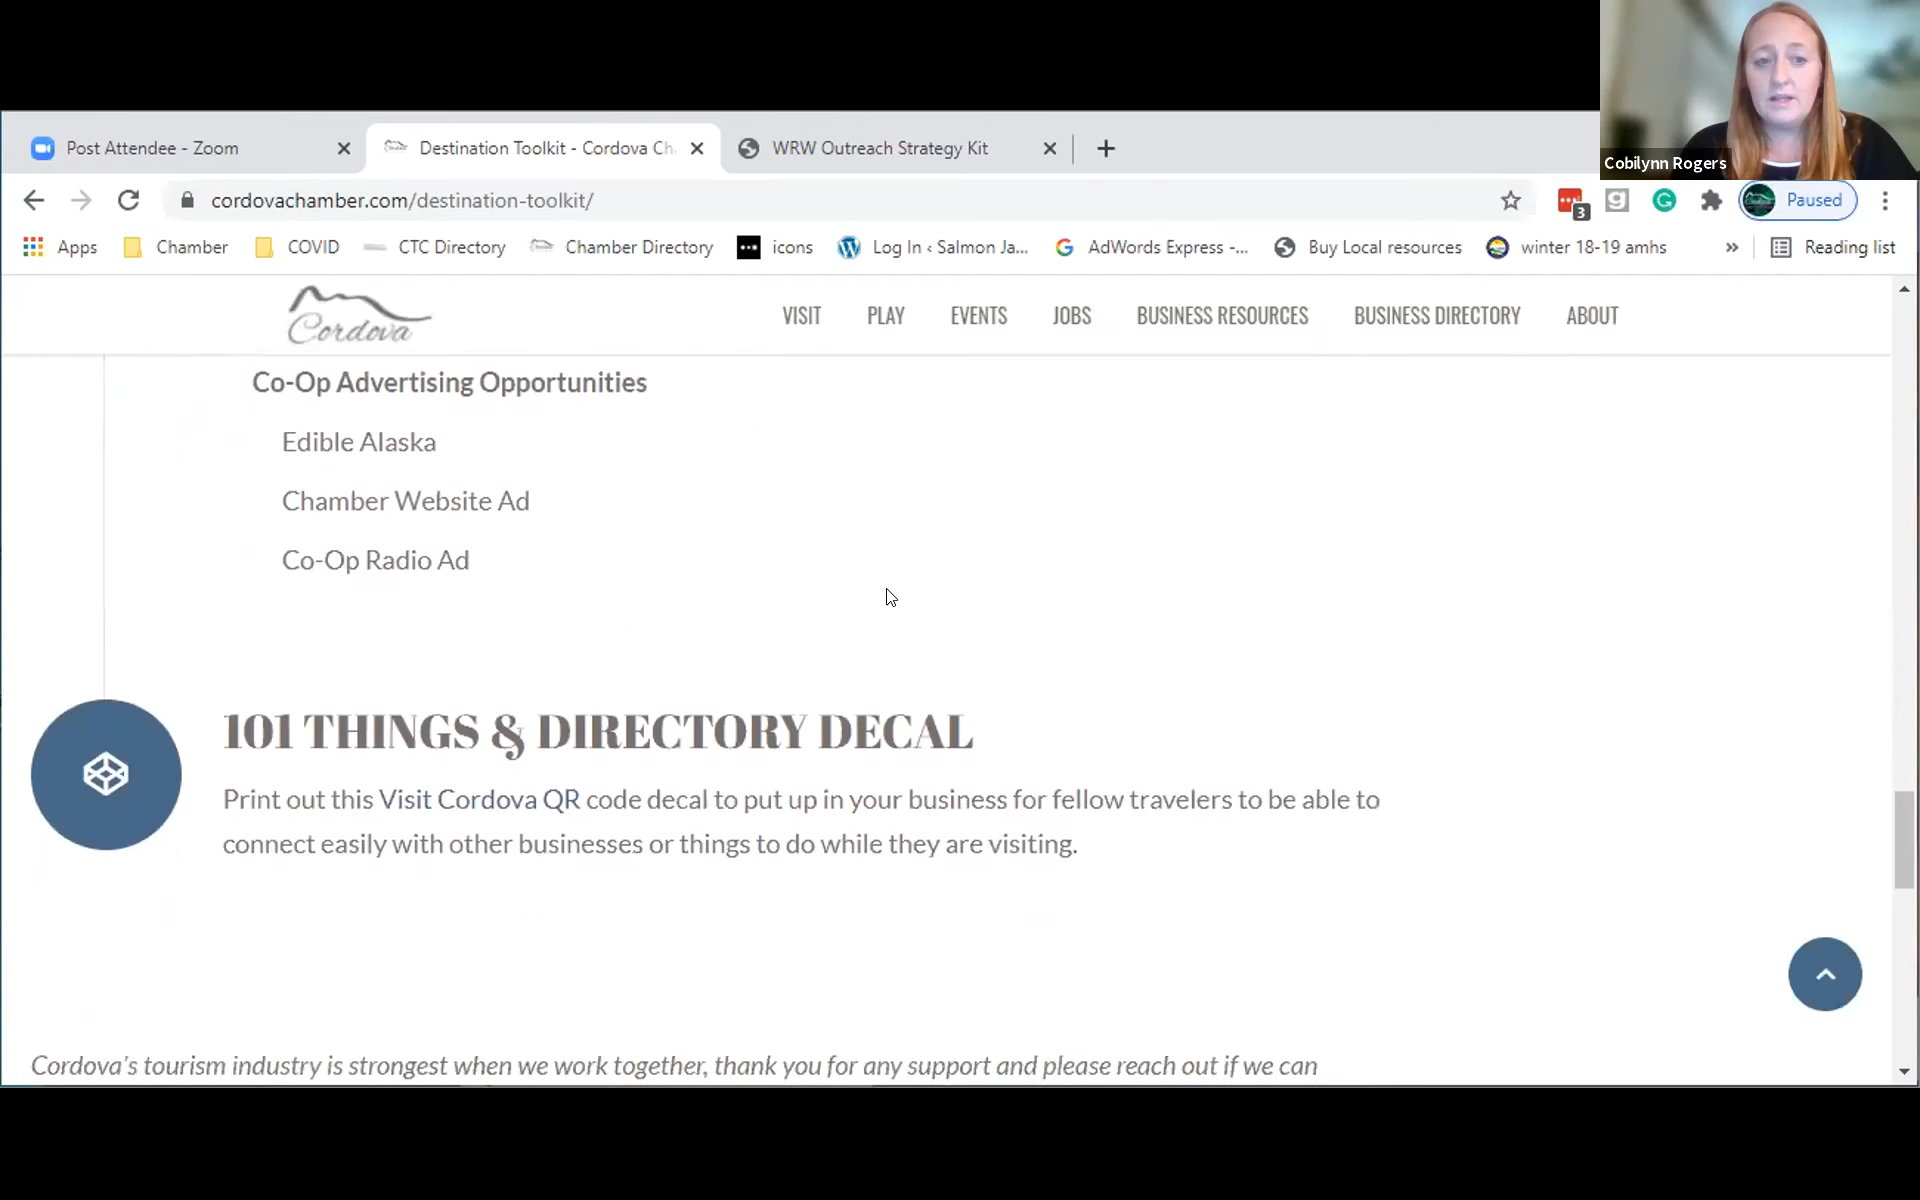 Cobilynn Rogers
Post Attendee - Zoom
Destination Toolkit - Cordova Ch
WRW Outreach Strategy Kit
cordovachamber.com/destination-toolkit/
3
Paused
Apps
Chamber
COVID
CTC Directory
Chamber Directory
icons
Log In ‹ Salmon Ja...
AdWords Express -...
Buy Local resources
winter 18-19 amhs
»
Reading list
Cordova
VISIT
PLAY
EVENTS
JOBS
BUSINESS RESOURCES
BUSINESS DIRECTORY
ABOUT
Co-Op Advertising Opportunities
Edible Alaska
Chamber Website Ad
Co-Op Radio Ad
101 THINGS & DIRECTORY DECAL
Print out this Visit Cordova QR code decal to put up in your business for fellow travelers to be able to
connect easily with other businesses or things to do while they are visiting.
Cordova's tourism industry is strongest when we work together, thank you for any support and please reach out if we can